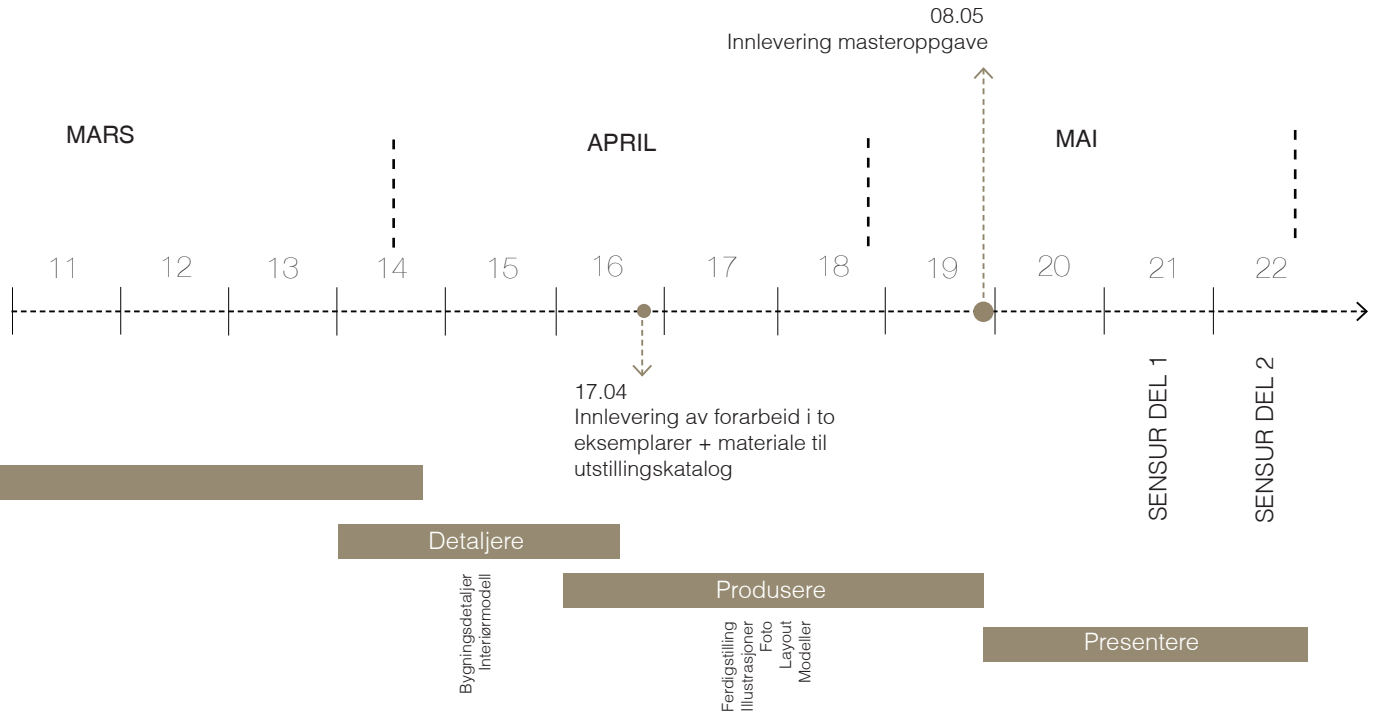 08.05
Innlevering masteroppgave
MARS
APRIL
MAI
11
12
13
14
15
16
17
18
19
20
21
22
17.04
Innlevering av forarbeid i to
eksemplarer + materiale til
utstillingskatalog
SENSUR DEL 1
SENSUR DEL 2
Detaljere
Bygningsdetaljer
Interiørmodell
Produsere
Ferdigstilling
Illustrasjoner
Foto
Layout
Modeller
Presentere